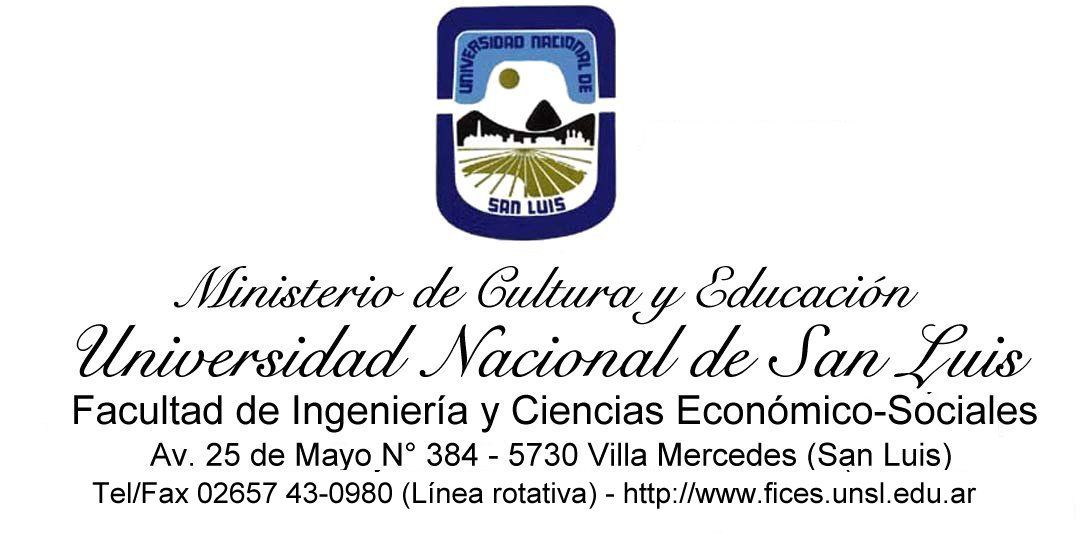 UNIVERSIDAD NACIONAL DE
SAN LUIS
Ministerio de Cultura y Educación
Universidad Nacional de San Luis
Facultad de Ingeniería y Ciencias Económico-Sociales
Av. 25 de Mayo N° 384 - 5730 Villa Mercedes (San Luis)
Tel/Fax 02657 43-0980 (Línea rotativa) - http://www.fices.unsl.edu.ar